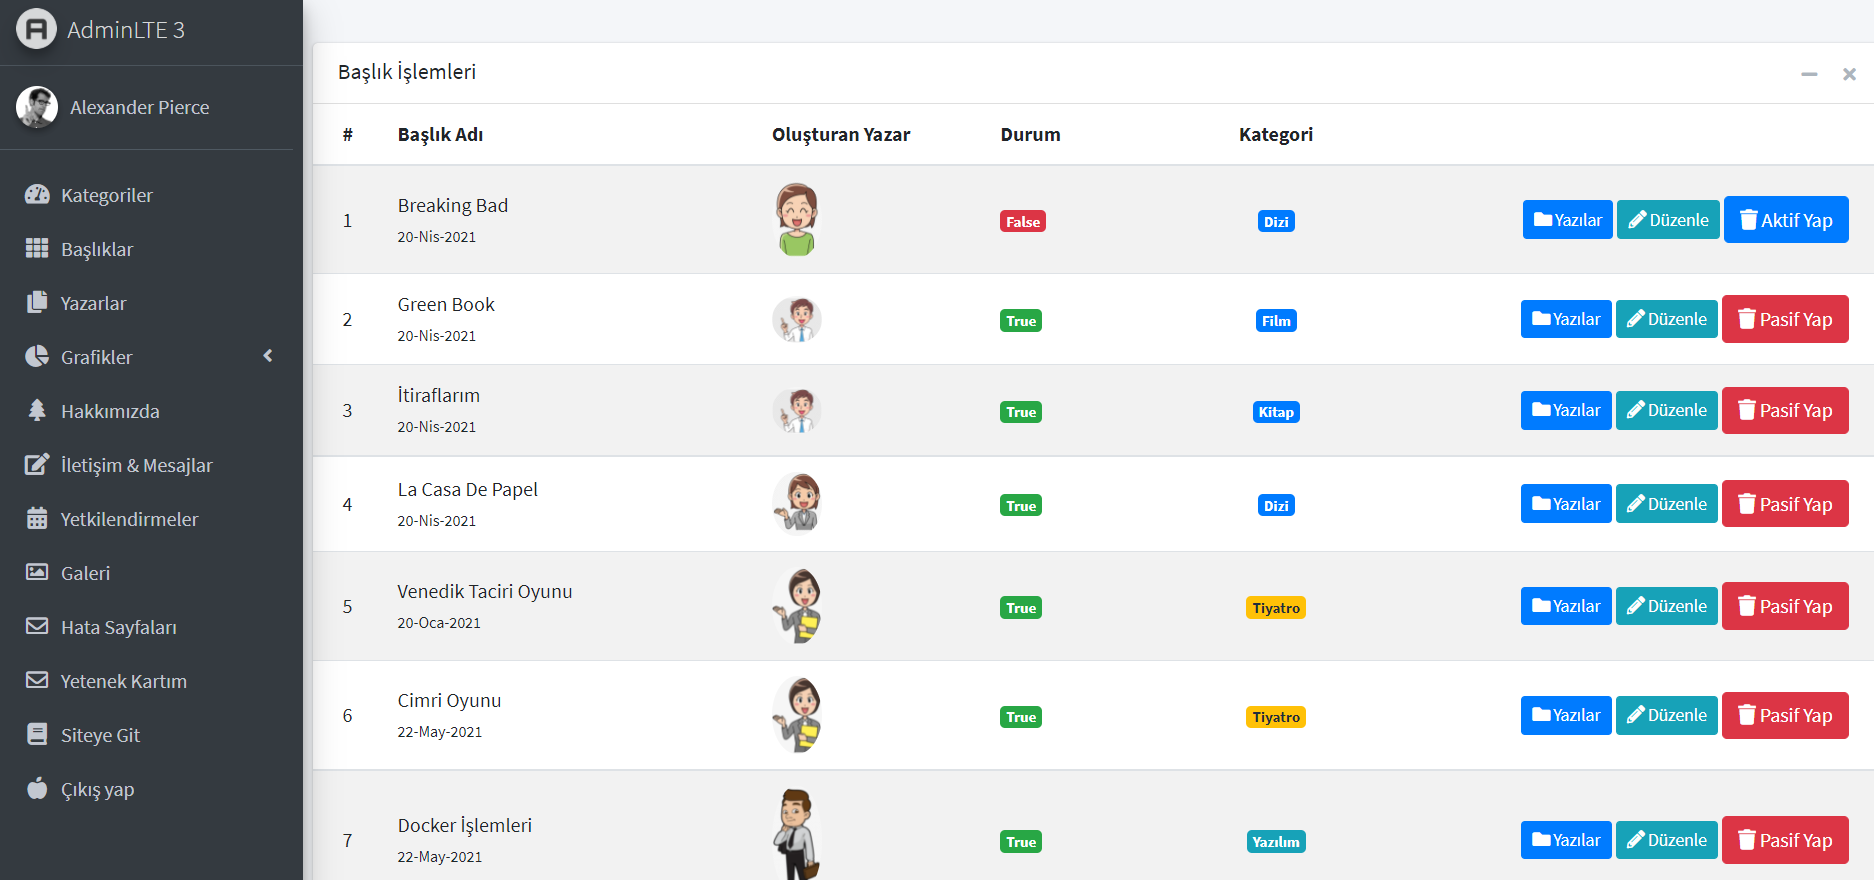 AdminLTE 3
Alexander Pierce
Kategoriler
Başlıklar
Yazarlar
Grafikler
Hakkımızda
İletişim & Mesajlar
Yetkilendirmeler
Galeri
Hata Sayfaları
Yetenek Kartım
Siteye Git
Çıkış yap
Başlık İşlemleri
# Başlık Adı Oluşturan Yazar Durum Kategori
1 Breaking Bad False Dizi Yazılar Düzenle Aktif Yap
20-Nis-2021
2 Green Book True Film Yazılar Düzenle Pasif Yap
20-Nis-2021
3 İtiraflarım True Kitap Yazılar Düzenle Pasif Yap
20-Nis-2021
4 La Casa De Papel True Dizi Yazılar Düzenle Pasif Yap
20-Nis-2021
5 Venedik Taciri Oyunu True Tiyatro Yazılar Düzenle Pasif Yap
20-Oca-2021
6 Cimri Oyunu True Tiyatro Yazılar Düzenle Pasif Yap
22-May-2021
7 Docker İşlemleri True Yazılım Yazılar Düzenle Pasif Yap
22-May-2021